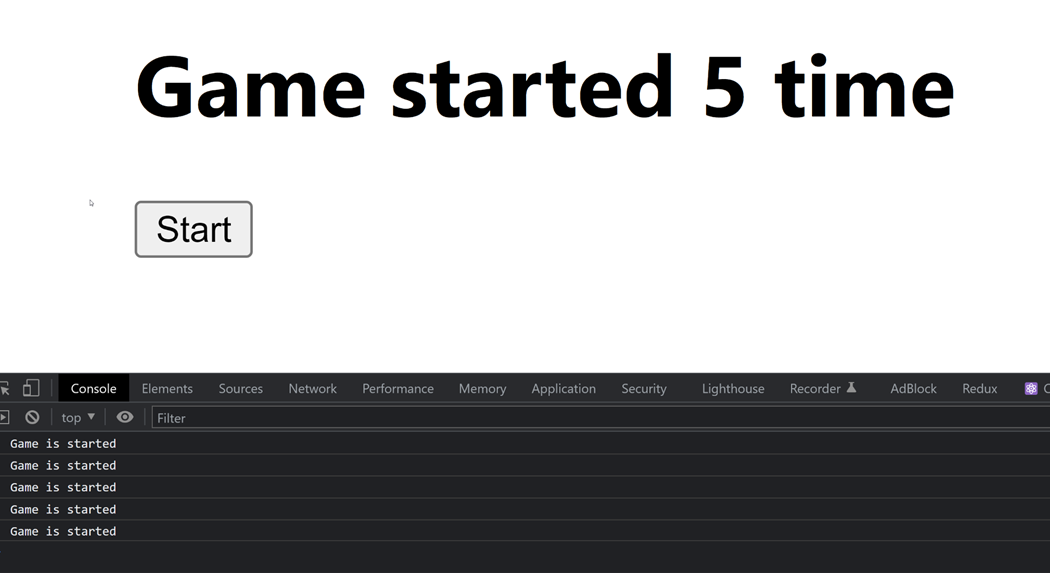 Game started 5 time
Start
Console Elements Sources Network Performance Memory Application Security Lighthouse Recorder AdBlock Redux
top Filter
Game is started
Game is started
Game is started
Game is started
Game is started